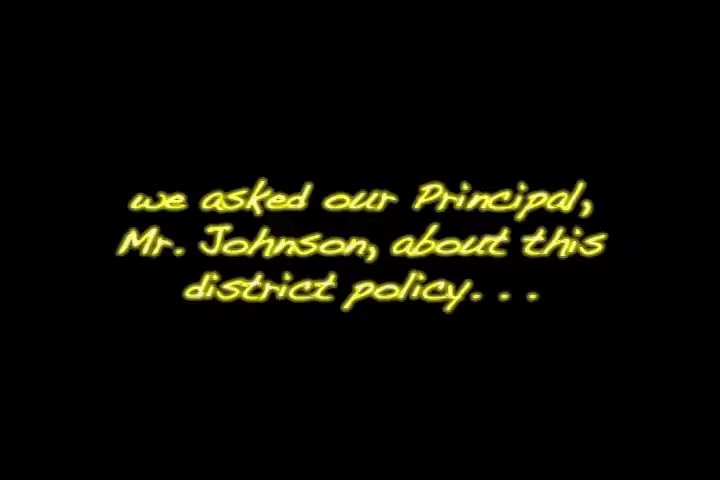 we asked our Principal,
Mr. Johnson, about this
district policy. . .